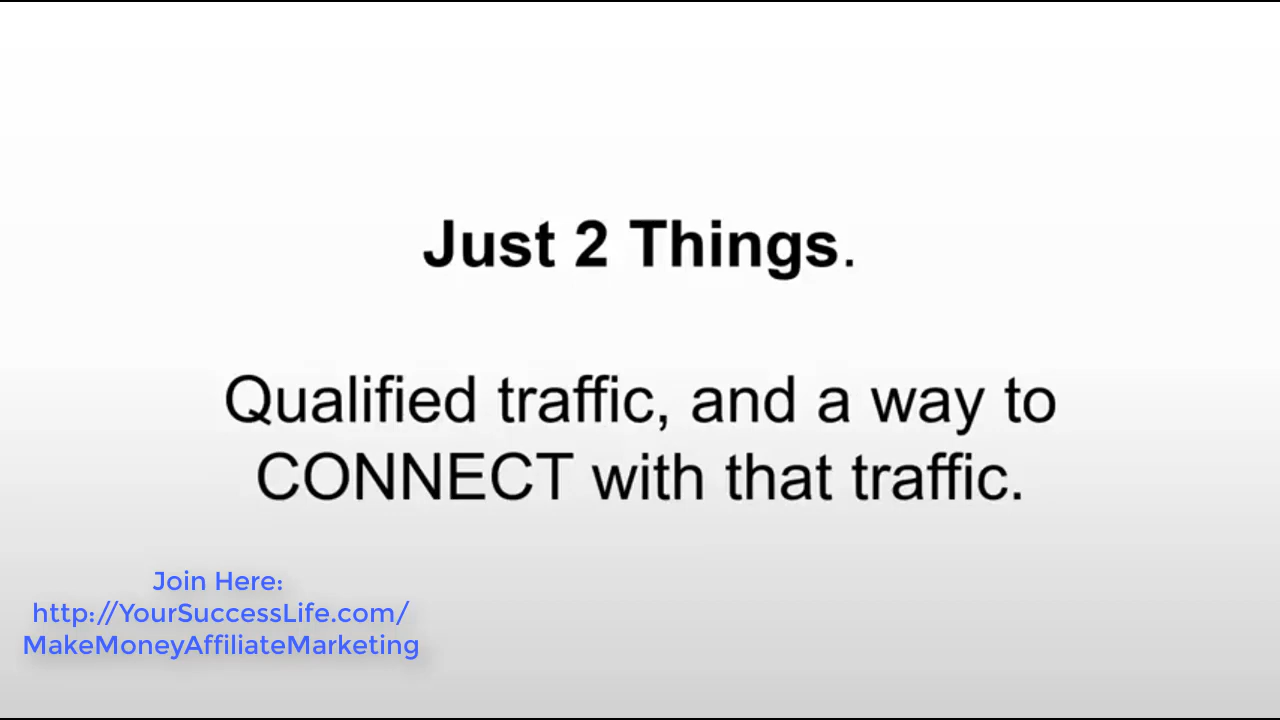 Just 2 Things.
Qualified traffic, and a way to
CONNECT with that traffic.
Join Here:
http://YourSuccessLife.com/
MakeMoneyAffiliateMarketing